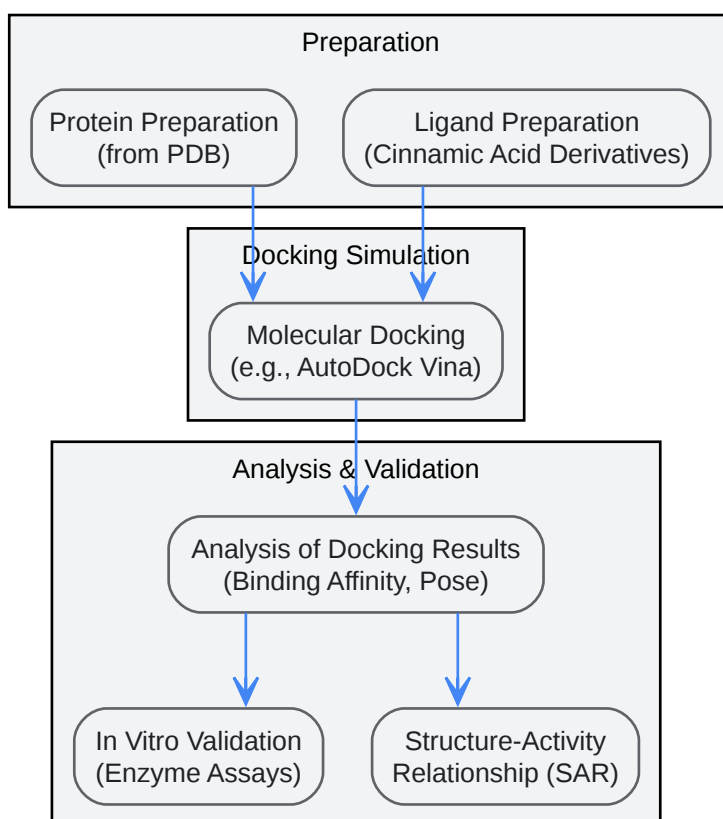 Preparation
Protein Preparation
(from PDB)
Ligand Preparation
(Cinnamic Acid Derivatives)
Docking Simulation
Molecular Docking
(e.g., AutoDock Vina)
Analysis & Validation
Analysis of Docking Results
(Binding Affinity, Pose)
In Vitro Validation
(Enzyme Assays)
Structure-Activity
Relationship (SAR)